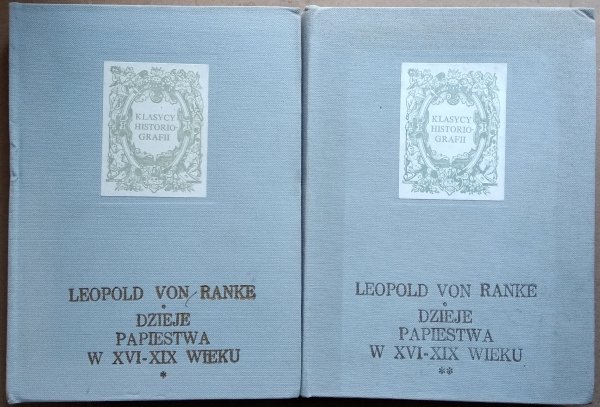 KLASYCY
HISTORIO-
GRAFII
LEOPOLD VON RANKE
DZIEJE
PAPIESTWA
W XVI-XIX WIEKU
*
KLASYCY
HISTORIO-
GRAFII
LEOPOLD VON RANKE
DZIEJE
PAPIESTWA
W XVI-XIX WIEKU
**